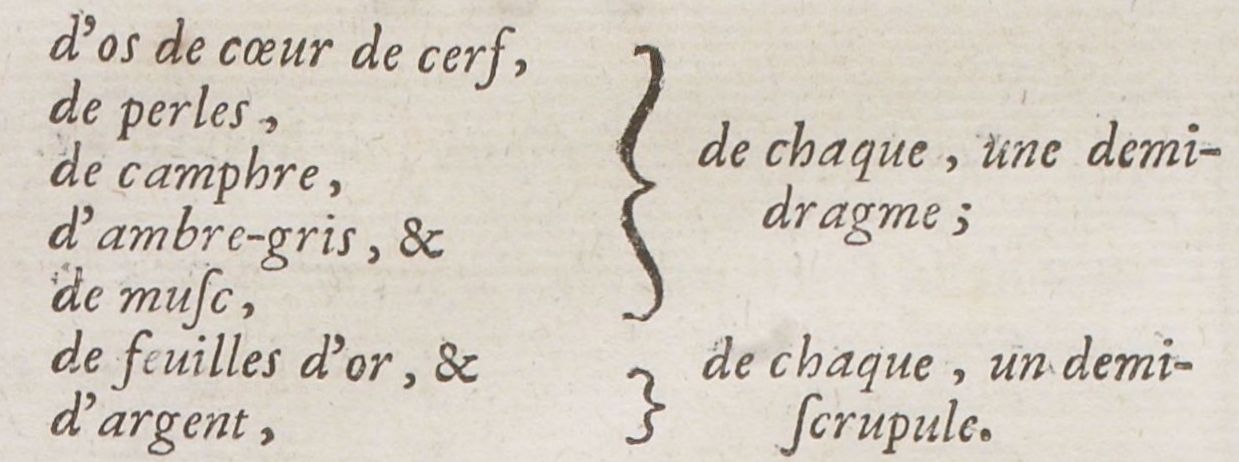 d'os de cœur de cerf,
de perles,
de camphre,
d'ambre-gris, &
de muſc,
de chaque, une demi-
dragme;
de feuilles d'or, &
d'argent,
de chaque, un demi-
ſcrupule.